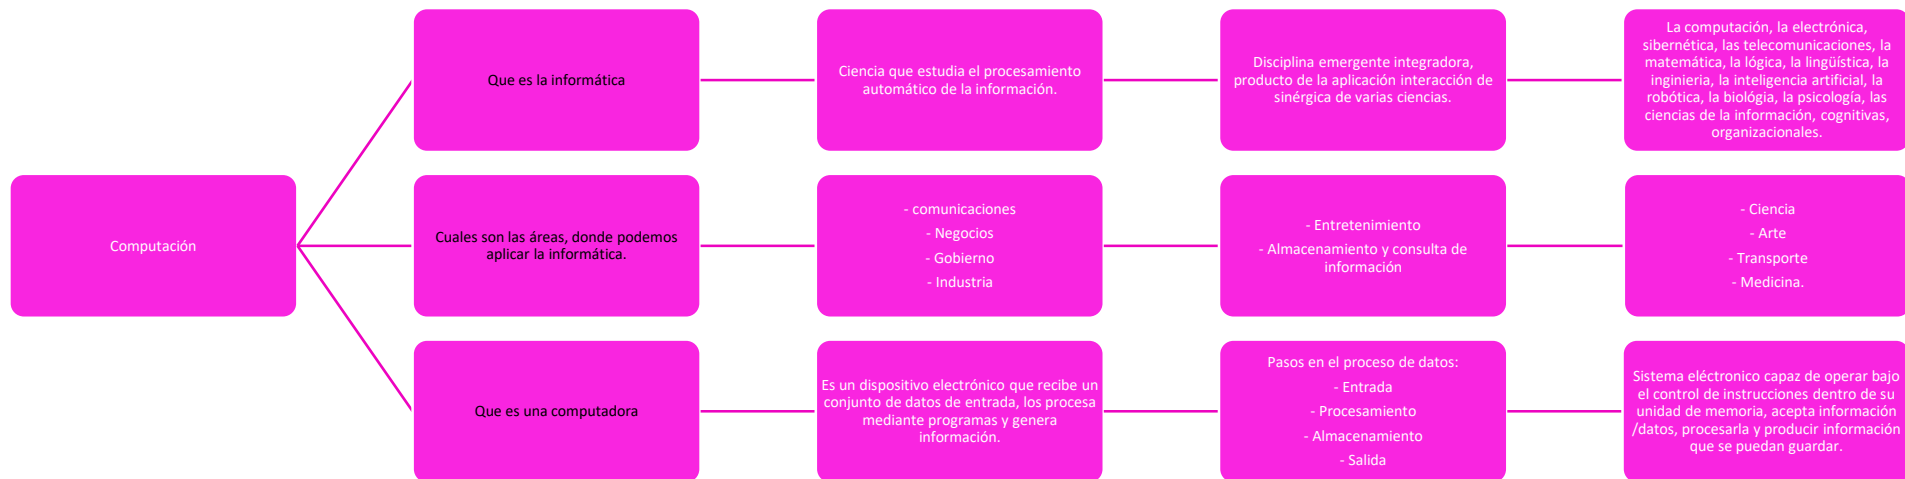 Computación
Que es la informática
Ciencia que estudia el procesamiento
automático de la información.
Disciplina emergente integradora,
producto de la aplicación interacción de
sinérgica de varias ciencias.
La computación, la electrónica,
sibernética, las telecomunicaciones, la
matemática, la lógica, la lingüística, la
inginieria, la inteligencia artificial, la
robótica, la biológia, la psicología, las
ciencias de la información, cognitivas,
organizacionales.
Cuales son las áreas, donde podemos
aplicar la informática.
- comunicaciones
- Negocios
- Gobierno
- Industria
- Entretenimiento
- Almacenamiento y consulta de
información
- Ciencia
- Arte
- Transporte
- Medicina.
Que es una computadora
Es un dispositivo electrónico que recibe un
conjunto de datos de entrada, los procesa
mediante programas y genera
información.
Pasos en el proceso de datos:
- Entrada
- Procesamiento
- Almacenamiento
- Salida
Sistema eléctronico capaz de operar bajo
el control de instrucciones dentro de su
unidad de memoria, acepta información
/datos, procesarla y producir información
que se puedan guardar.